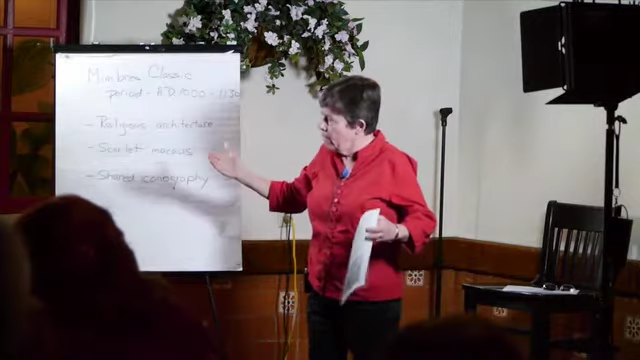 Mimbres Classic
period - A.D. 1000 - 1130
- Religious architecture
- Scarlet macaws
- Shared iconography